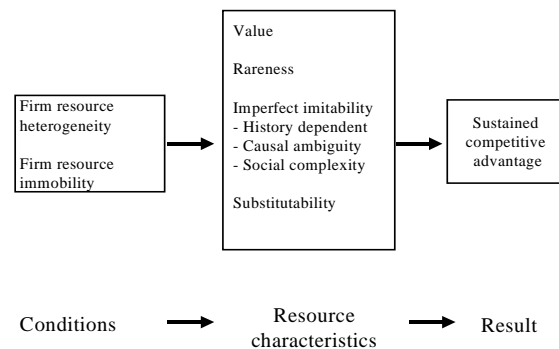 Firm resource
heterogeneity
Firm resource
immobility
Value
Rareness
Imperfect imitability
- History dependent
- Causal ambiguity
- Social complexity
Substitutability
Sustained
competitive
advantage
Conditions
Resource
characteristics
Result